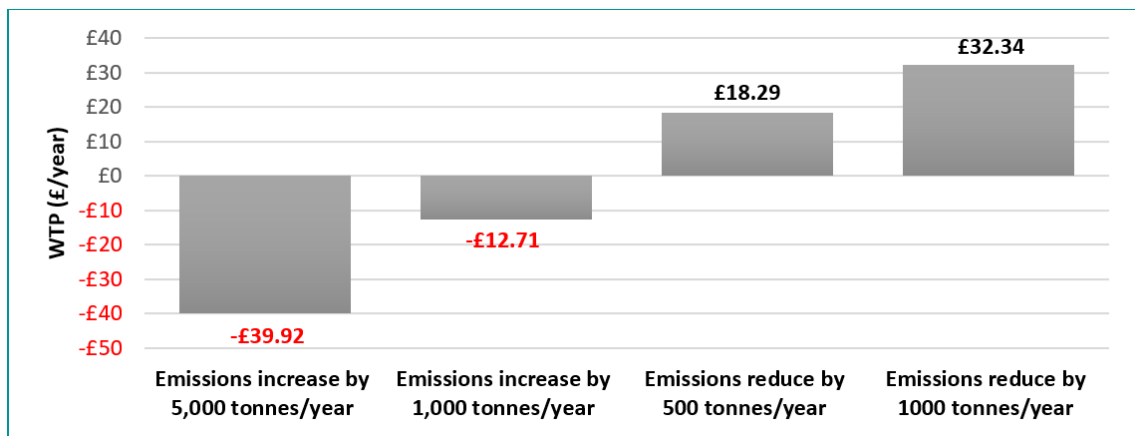 £40
£30
£20
£10
£0
-£10
-£20
-£30
-£40
-£50
WTP (£/year)
-£39.92
-£12.71
£18.29
£32.34
Emissions increase by
5,000 tonnes/year
Emissions increase by
1,000 tonnes/year
Emissions reduce by
500 tonnes/year
Emissions reduce by
1000 tonnes/year